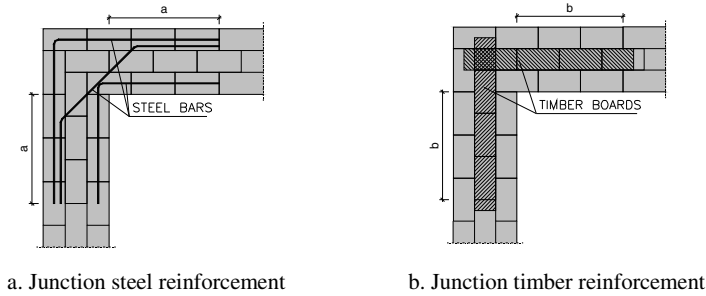 a
a
STEEL BARS
b
b
TIMBER BOARDS
a. Junction steel reinforcement
b. Junction timber reinforcement